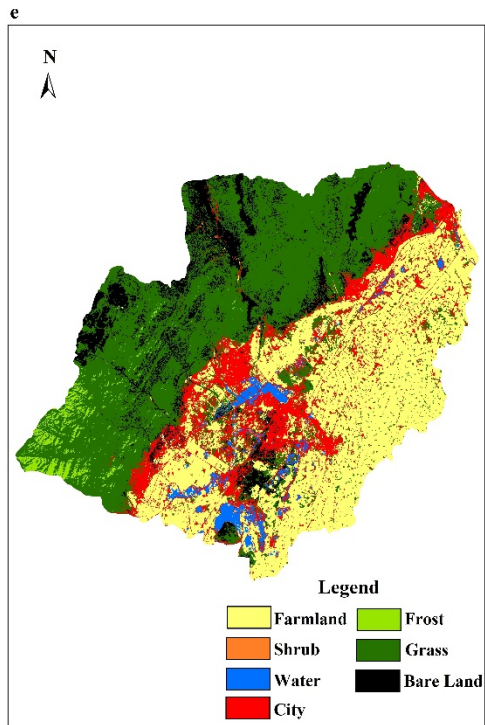 e
N
Legend
Farmland Frost
Shrub Grass
Water Bare Land
City